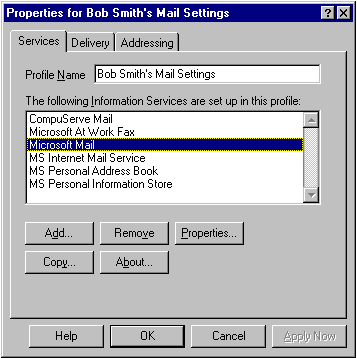 Properties for Bob Smith's Mail Settings
Services Delivery Addressing
Profile Name Bob Smith's Mail Settings
The following Information Services are set up in this profile:
CompuServe Mail
Microsoft At Work Fax
Microsoft Mail
MS Internet Mail Service
MS Personal Address Book
MS Personal Information Store
Add... Remove Properties...
Copy... About...
Help OK Cancel Apply Now